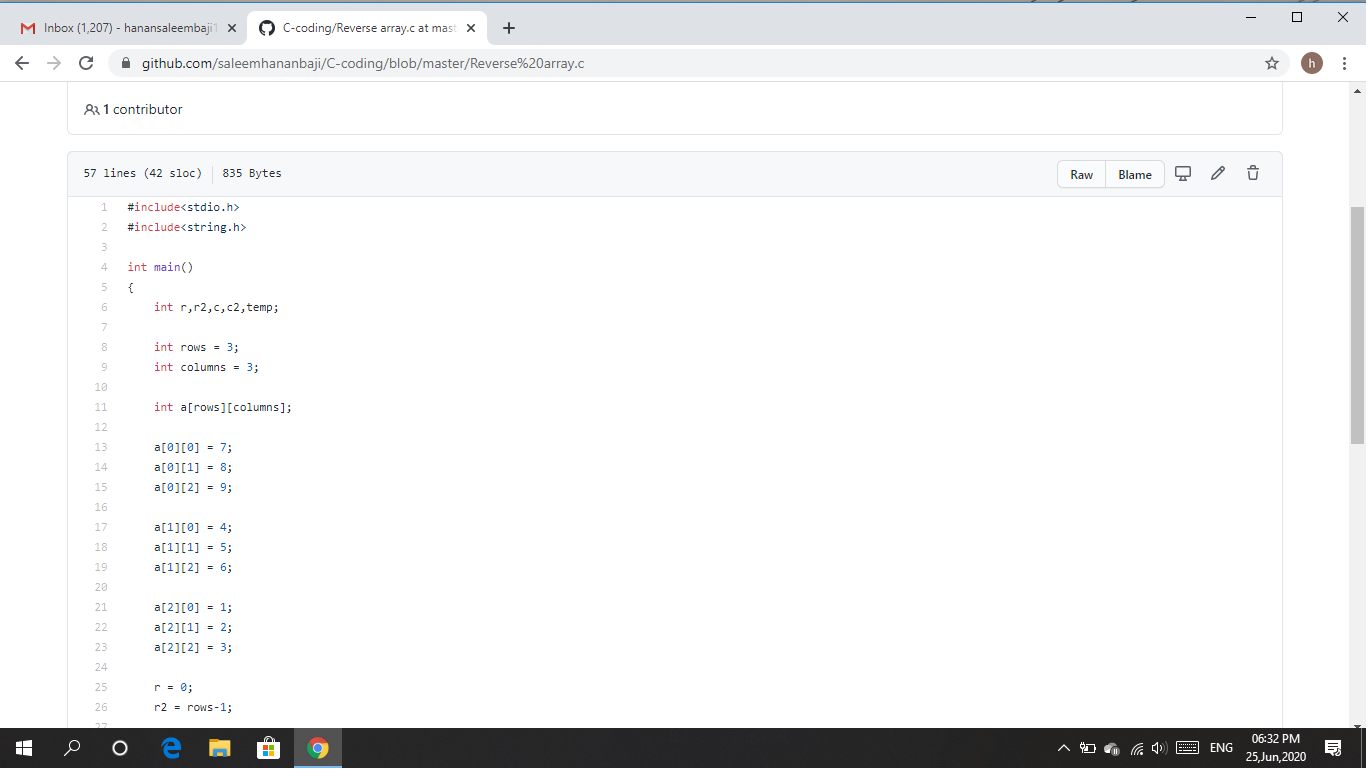 Inbox (1,207) - hanansaleembaji1
C-coding/Reverse array.c at mast
github.com/saleemhananbaji/C-coding/blob/master/Reverse%20array.c
h
1 contributor
57 lines (42 sloc) 835 Bytes
Raw Blame
1 #include<stdio.h>
2 #include<string.h>
3
4 int main()
5 {
6 int r,r2,c,c2,temp;
7
8 int rows = 3;
9 int columns = 3;
10
11 int a[rows][columns];
12
13 a[0][0] = 7;
14 a[0][1] = 8;
15 a[0][2] = 9;
16
17 a[1][0] = 4;
18 a[1][1] = 5;
19 a[1][2] = 6;
20
21 a[2][0] = 1;
22 a[2][1] = 2;
23 a[2][2] = 3;
24
25 r = 0;
26 r2 = rows-1;
27
ENG
06:32 PM
25,Jun,2020